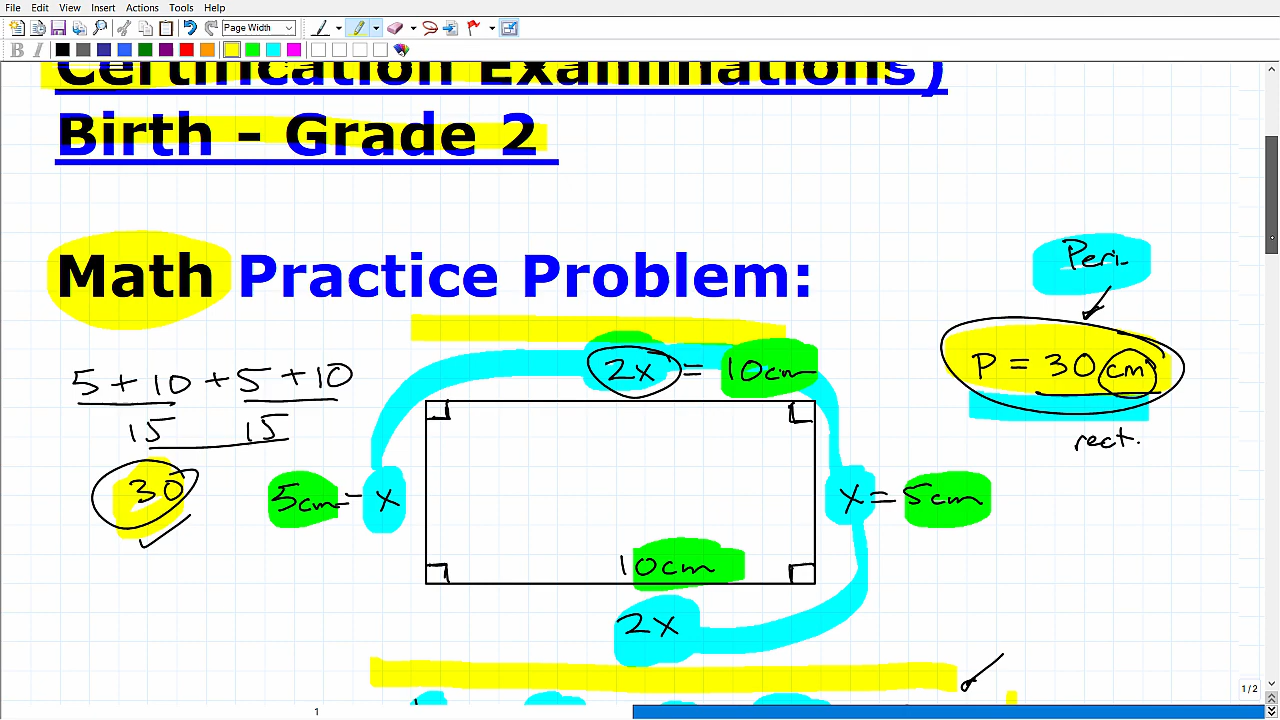 File Edit View Insert Actions Tools Help
Page Width
B I
Certification Examinations)
Birth - Grade 2
Math Practice Problem:
Peri.
P = 30 cm
rect.
2x = 10cm
5 + 10 + 5 + 10
15 15
30
5cm = x
x = 5cm
10cm
2x
1
1/2